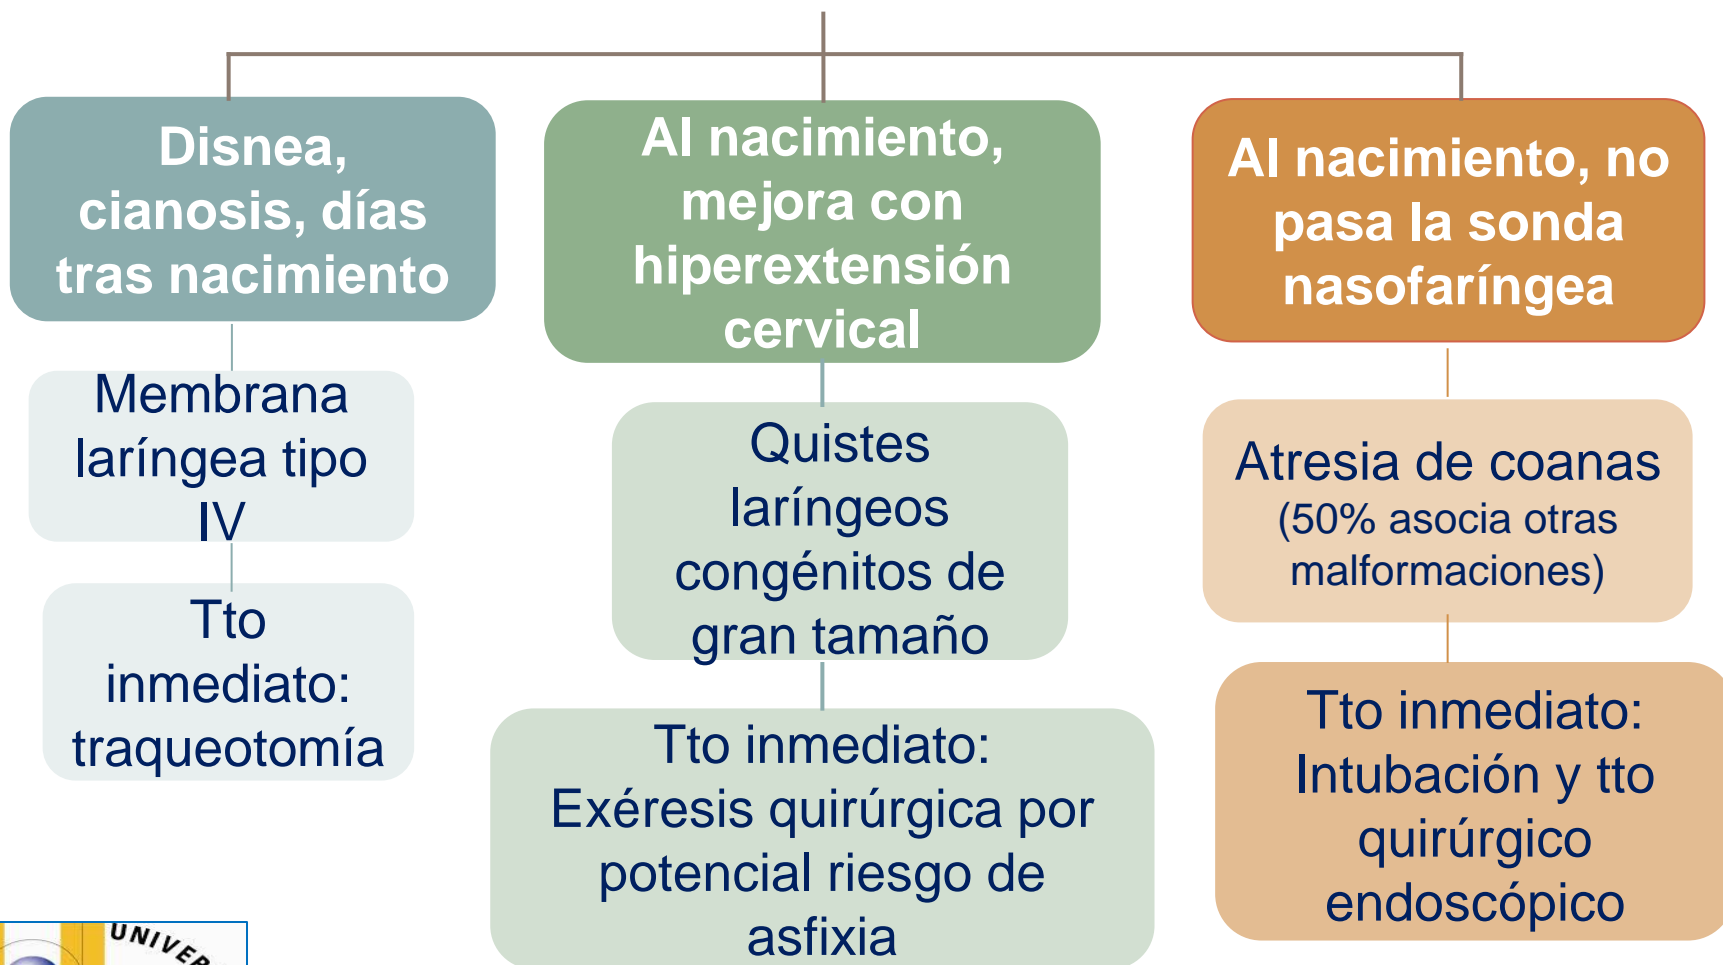 Disnea,
cianosis, días
tras nacimiento
Membrana
laríngea tipo
IV
Tto
inmediato:
traqueotomía
Al nacimiento,
mejora con
hiperextensión
cervical
Quistes
laríngeos
congénitos de
gran tamaño
Tto inmediato:
Exéresis quirúrgica por
potencial riesgo de
asfixia
Al nacimiento, no
pasa la sonda
nasofaríngea
Atresia de coanas
(50% asocia otras
malformaciones)
Tto inmediato:
Intubación y tto
quirúrgico
endoscópico